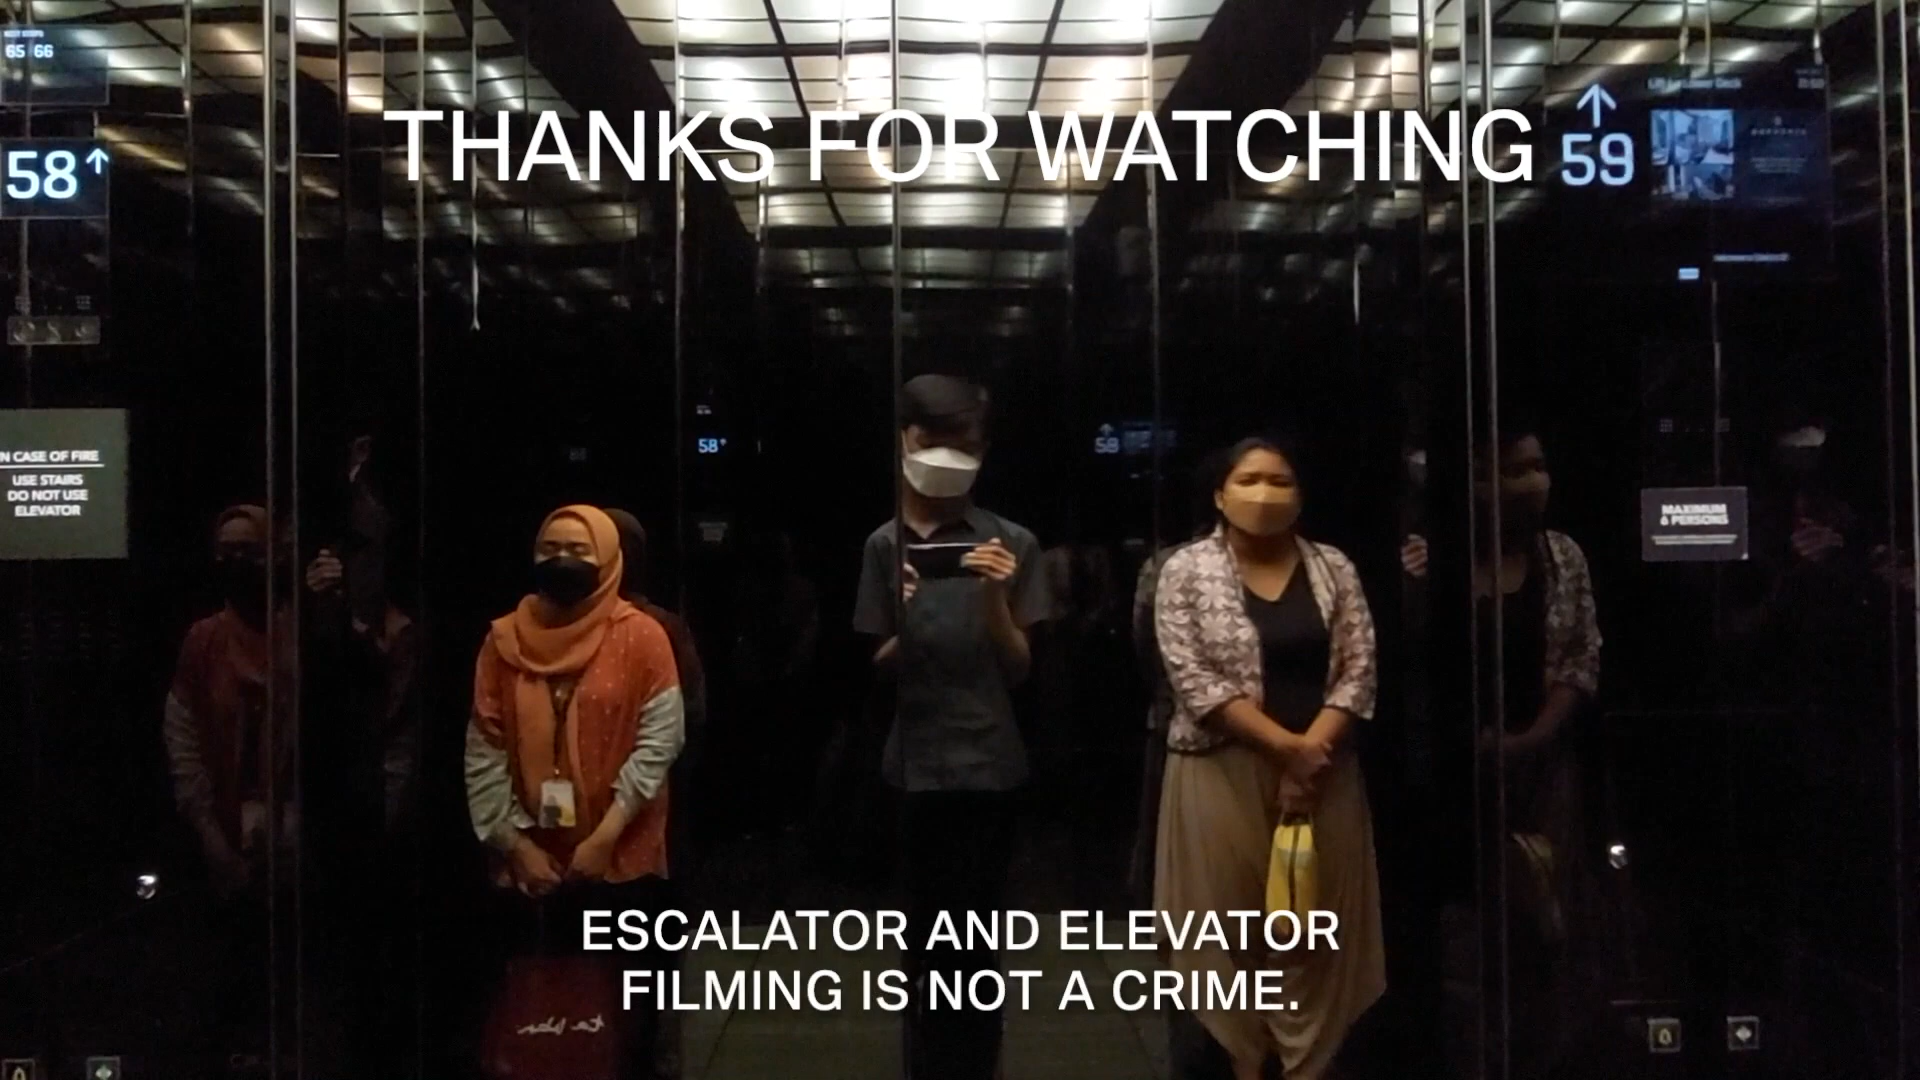 65 66
58
THANKS FOR WATCHING
59
58
58
IN CASE OF FIRE
USE STAIRS
DO NOT USE
ELEVATOR
MAXIMUM
6 PERSONS
ESCALATOR AND ELEVATOR
FILMING IS NOT A CRIME.